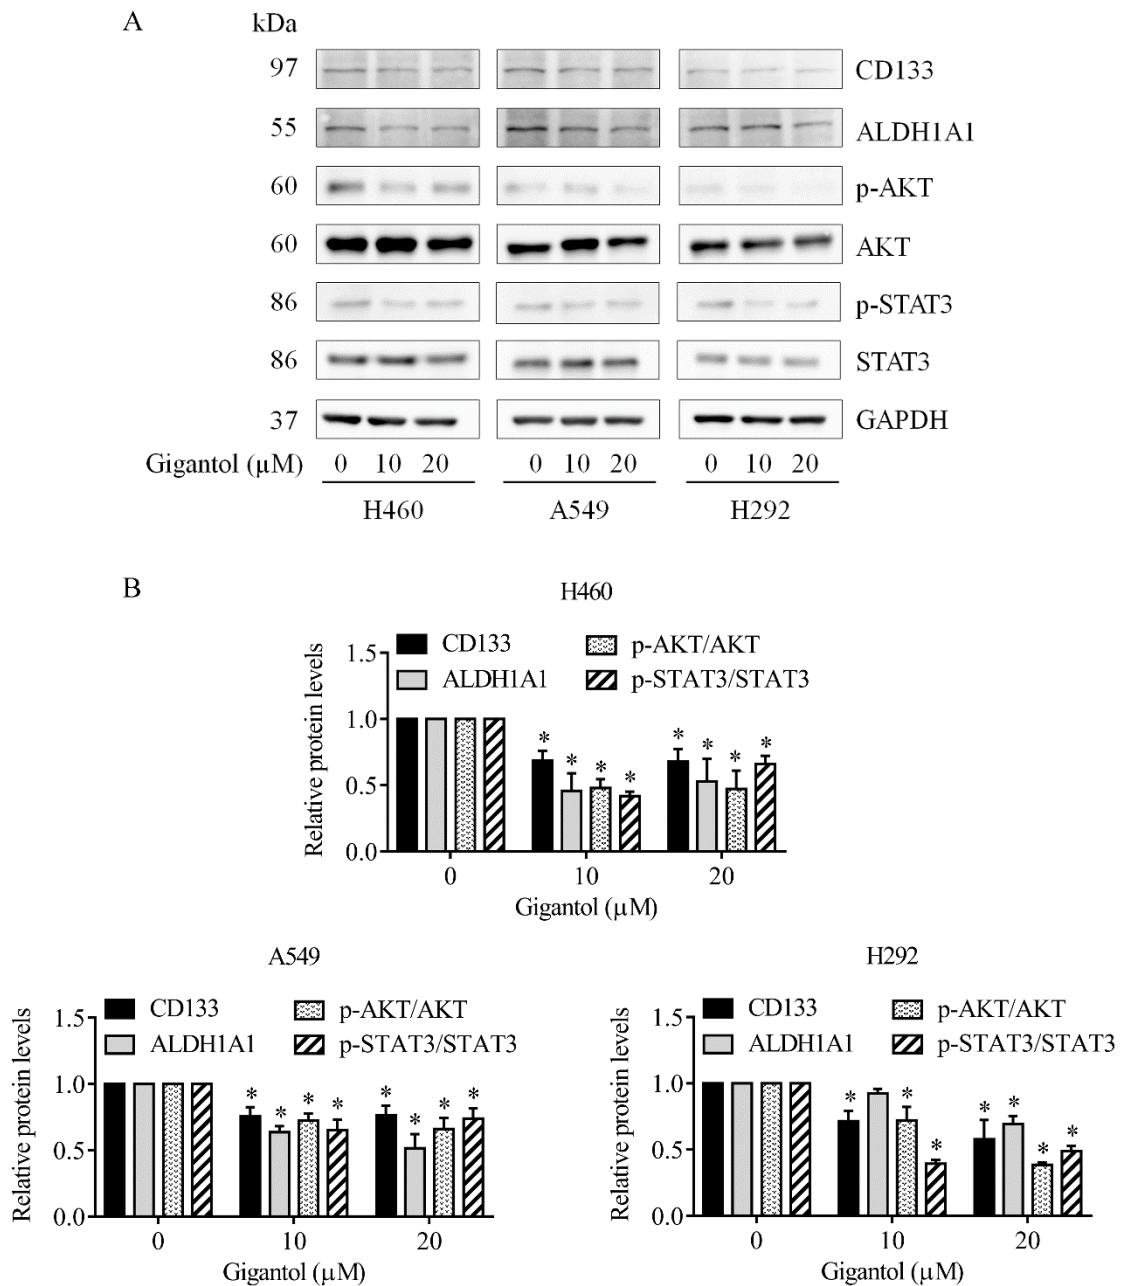 A
kDa
97 CD133
55 ALDH1A1
60 p-AKT
60 AKT
86 p-STAT3
86 STAT3
37 GAPDH
Gigantol (µM) 0 10 20 0 10 20 0 10 20
H460 A549 H292
B
H460
CD133 p-AKT/AKT
ALDH1A1 p-STAT3/STAT3
Relative protein levels
1.5
1.0
* * * * * * * *
0.5
0.0
0 10 20
Gigantol (µM)
A549
CD133 p-AKT/AKT
ALDH1A1 p-STAT3/STAT3
Relative protein levels
1.5
1.0
* * * * * * * *
0.5
0.0
0 10 20
Gigantol (µM)
H292
CD133 p-AKT/AKT
ALDH1A1 p-STAT3/STAT3
Relative protein levels
1.5
1.0
* * * * * * *
0.5
0.0
0 10 20
Gigantol (µM)